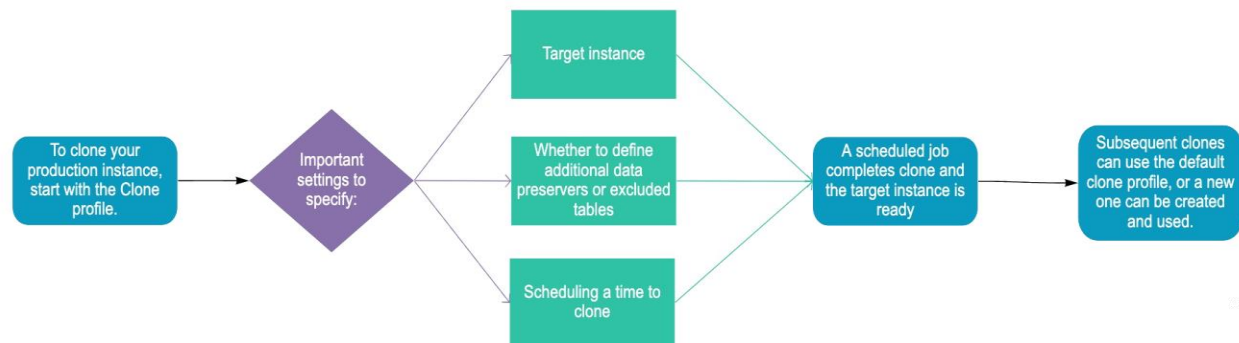 To clone your
production instance,
start with the Clone
profile.
Important
settings to
specify:
Target instance
Whether to define
additional data
preservers or excluded
tables
Scheduling a time to
clone
A scheduled job
completes clone and
the target instance is
ready
Subsequent clones
can use the default
clone profile, or a new
one can be created
and used.